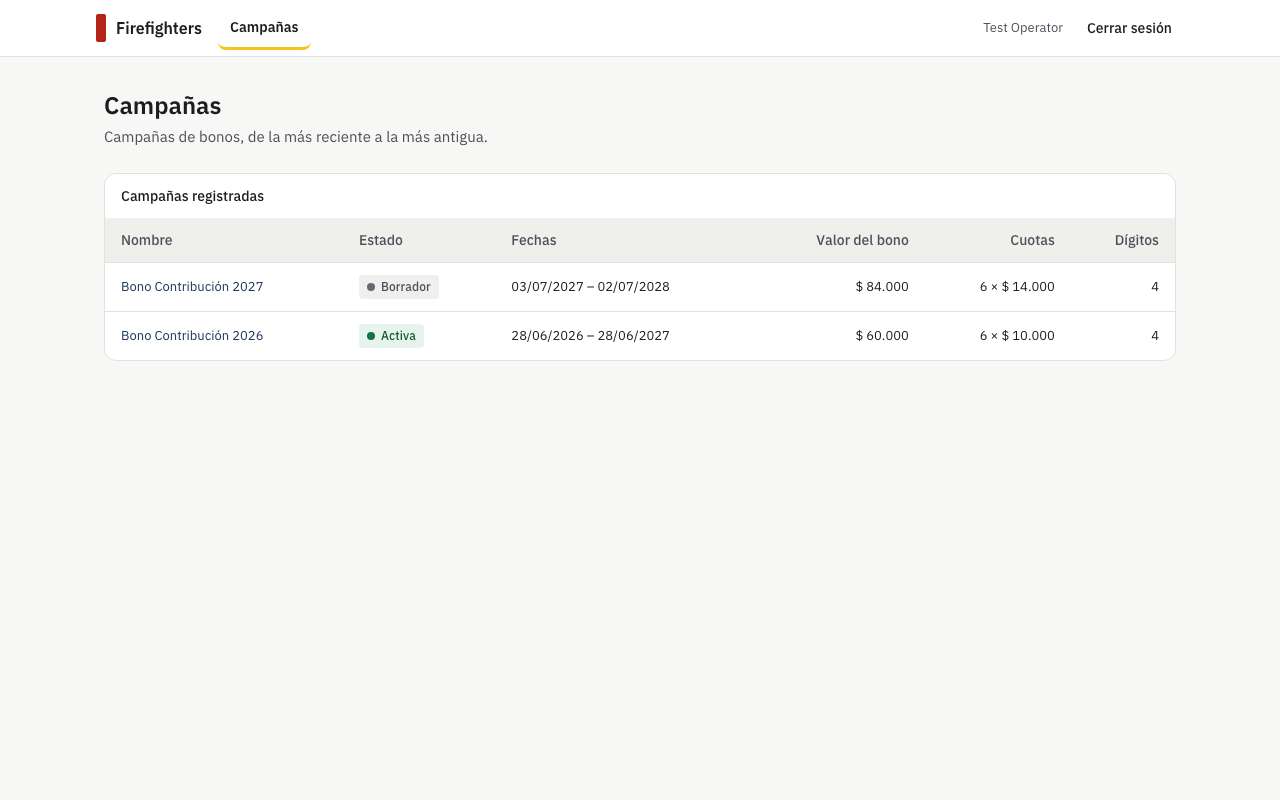 Firefighters Campañas Test Operator Cerrar sesión
Campañas
Campañas de bonos, de la más reciente a la más antigua.
Campañas registradas
Nombre Estado Fechas Valor del bono Cuotas Dígitos
Bono Contribución 2027 Borrador 03/07/2027 – 02/07/2028 $ 84.000 6 × $ 14.000 4
Bono Contribución 2026 Activa 28/06/2026 – 28/06/2027 $ 60.000 6 × $ 10.000 4